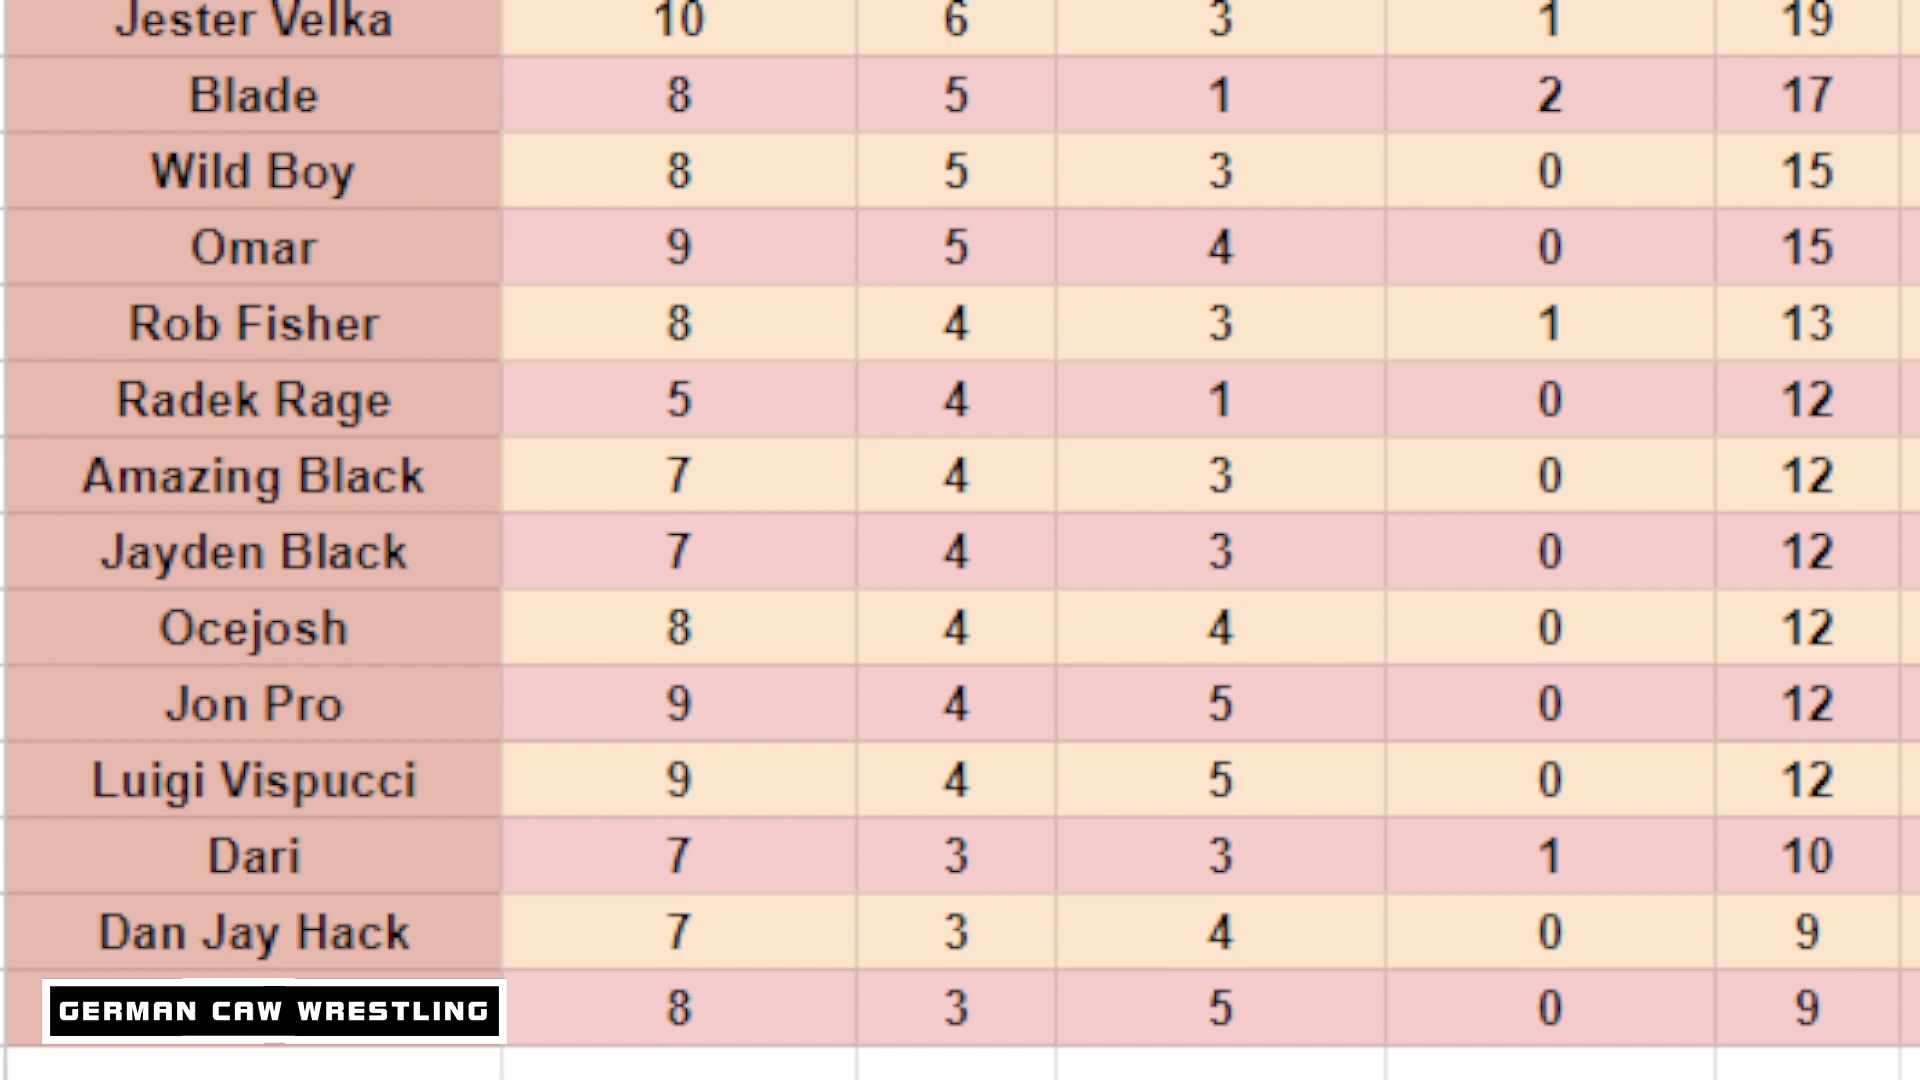 Jester Velka 10 6 3 1 19
Blade 8 5 1 2 17
Wild Boy 8 5 3 0 15
Omar 9 5 4 0 15
Rob Fisher 8 4 3 1 13
Radek Rage 5 4 1 0 12
Amazing Black 7 4 3 0 12
Jayden Black 7 4 3 0 12
Ocejosh 8 4 4 0 12
Jon Pro 9 4 5 0 12
Luigi Vispucci 9 4 5 0 12
Dari 7 3 3 1 10
Dan Jay Hack 7 3 4 0 9
GERMAN CAW WRESTLING 8 3 5 0 9